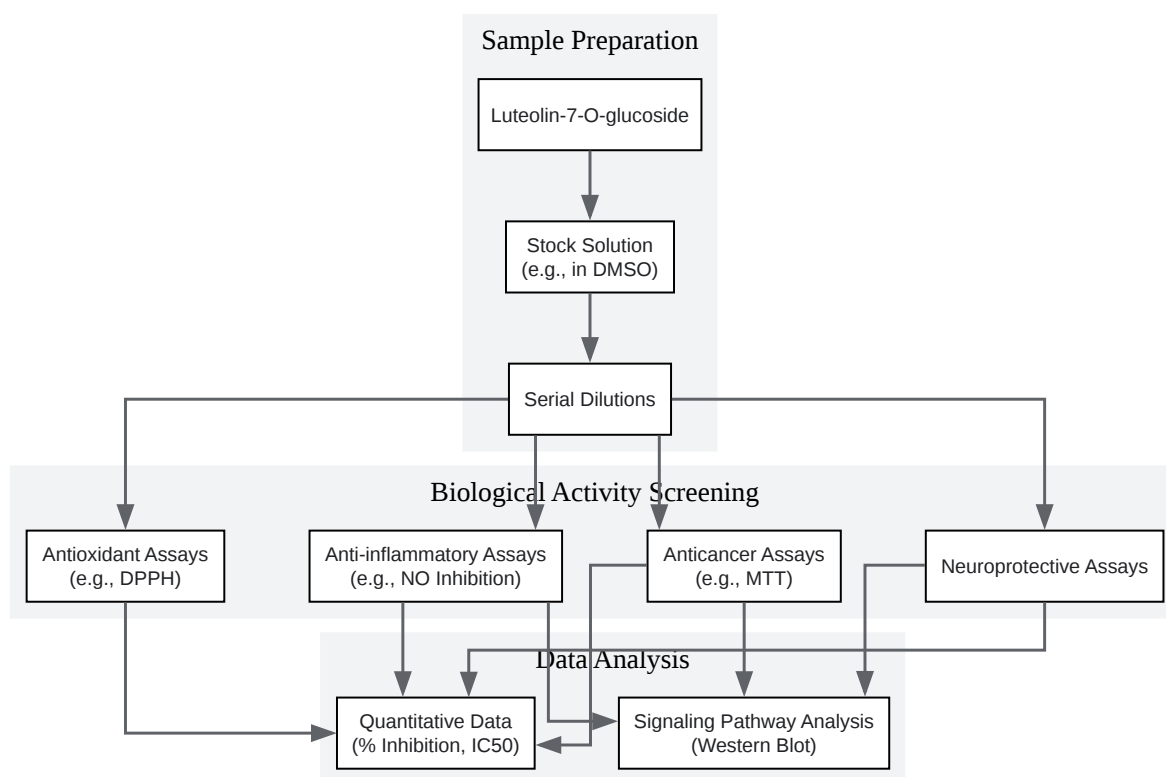 Sample Preparation
Luteolin-7-O-glucoside
Stock Solution
(e.g., in DMSO)
Serial Dilutions
Biological Activity Screening
Antioxidant Assays
(e.g., DPPH)
Anti-inflammatory Assays
(e.g., NO Inhibition)
Anticancer Assays
(e.g., MTT)
Neuroprotective Assays
Data Analysis
Quantitative Data
(% Inhibition, IC50)
Signaling Pathway Analysis
(Western Blot)